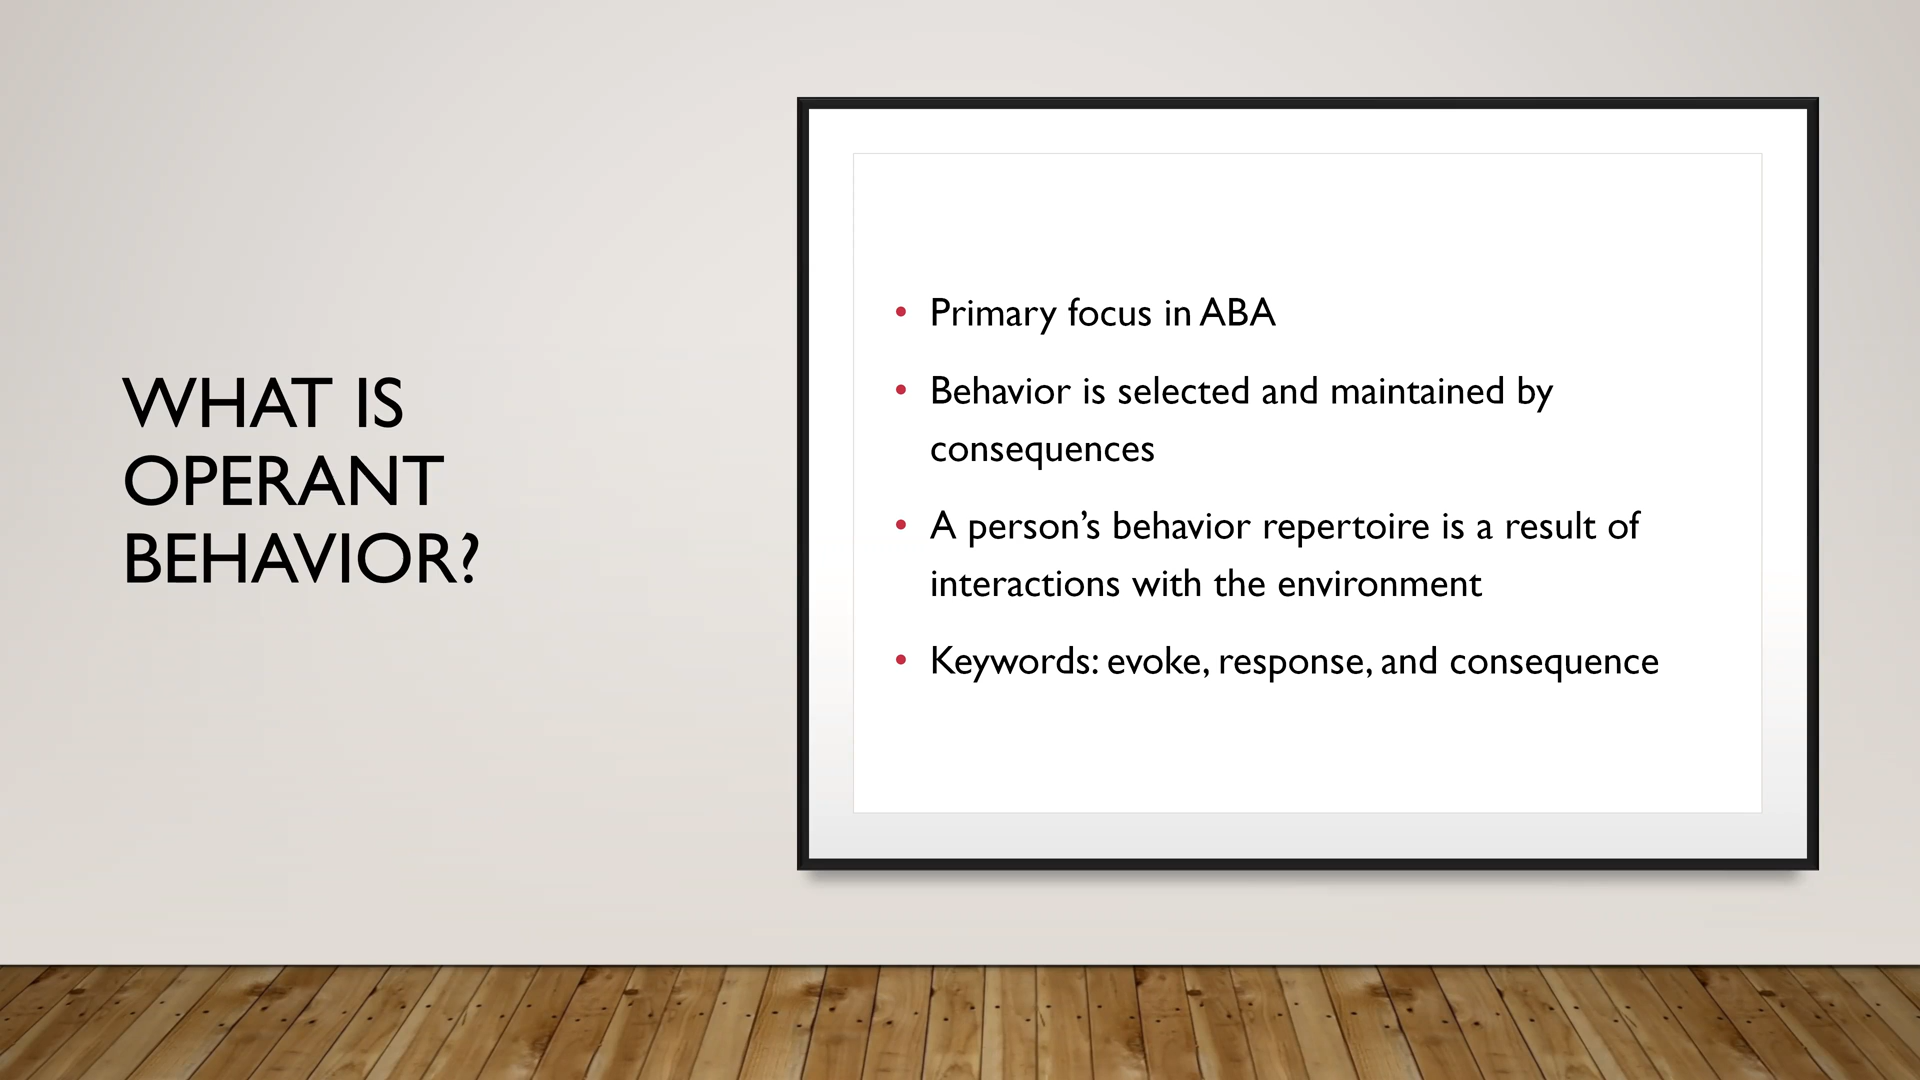 WHAT IS
OPERANT
BEHAVIOR?
• Primary focus in ABA
• Behavior is selected and maintained by
consequences
• A person’s behavior repertoire is a result of
interactions with the environment
• Keywords: evoke, response, and consequence